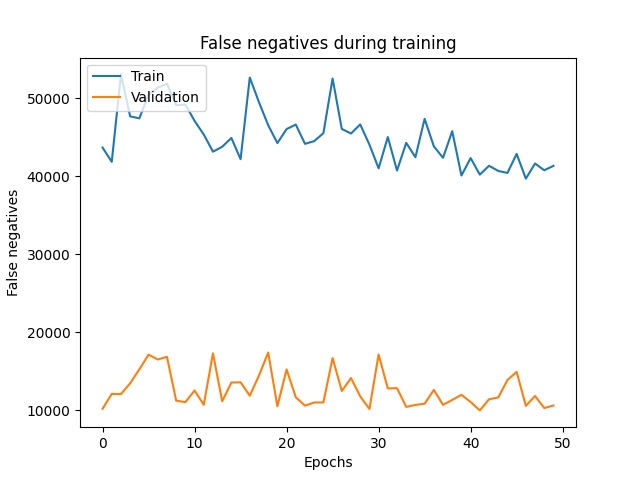 False negatives during training
Train
Validation
50000
40000
30000
20000
10000
False negatives
0 10 20 30 40 50
Epochs